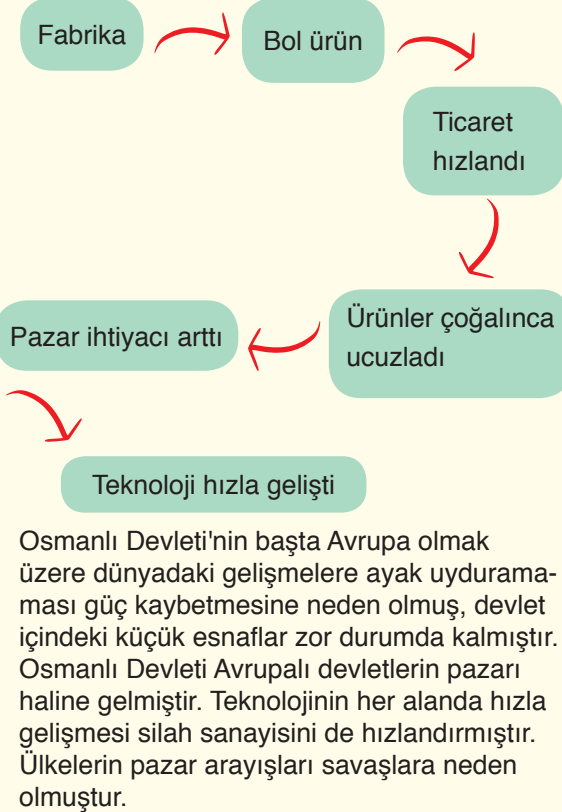 Fabrika
Bol ürün
Ticaret
hızlandı
Ürünler çoğalınca
ucuzladı
Pazar ihtiyacı arttı
Teknoloji hızla gelişti
Osmanlı Devleti'nin başta Avrupa olmak
üzere dünyadaki gelişmelere ayak uydurama-
ması güç kaybetmesine neden olmuş, devlet
içindeki küçük esnaflar zor durumda kalmıştır.
Osmanlı Devleti Avrupalı devletlerin pazarı
haline gelmiştir. Teknolojinin her alanda hızla
gelişmesi silah sanayisini de hızlandırmıştır.
Ülkelerin pazar arayışları savaşlara neden
olmuştur.